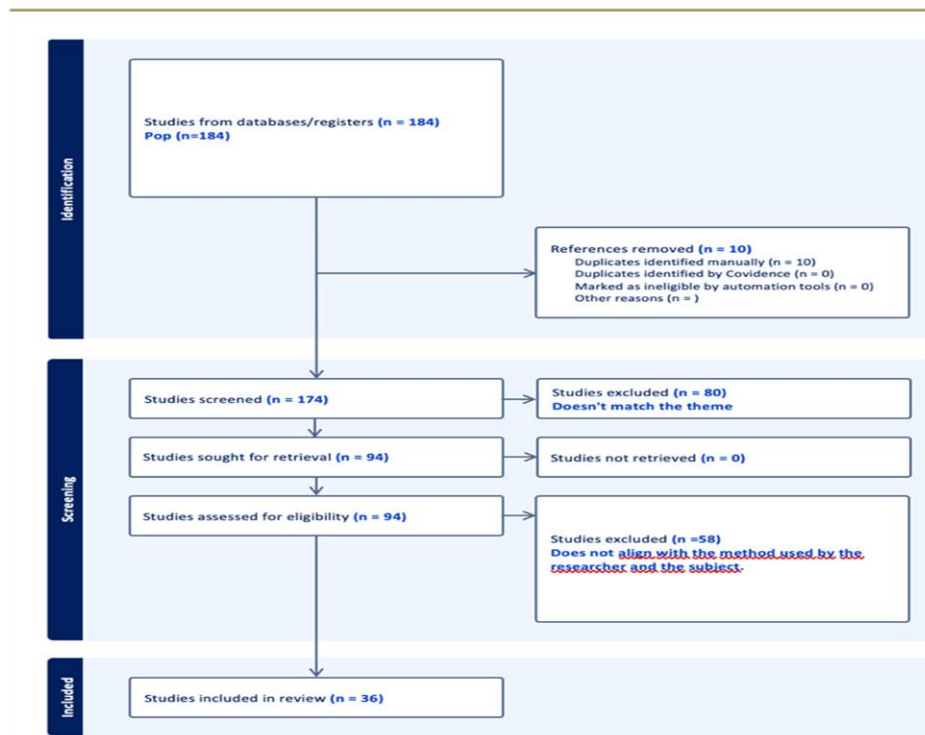 Identification
Studies from databases/registers (n = 184)
Pop (n=184)
References removed (n = 10)
Duplicates identified manually (n = 10)
Duplicates identified by Covidence (n = 0)
Marked as ineligible by automation tools (n = 0)
Other reasons (n = )
Screening
Studies screened (n = 174)
Studies excluded (n = 80)
Doesn't match the theme
Studies sought for retrieval (n = 94)
Studies not retrieved (n = 0)
Studies assessed for eligibility (n = 94)
Studies excluded (n =58)
Does not align with the method used by the
researcher and the subject.
Included
Studies included in review (n = 36)